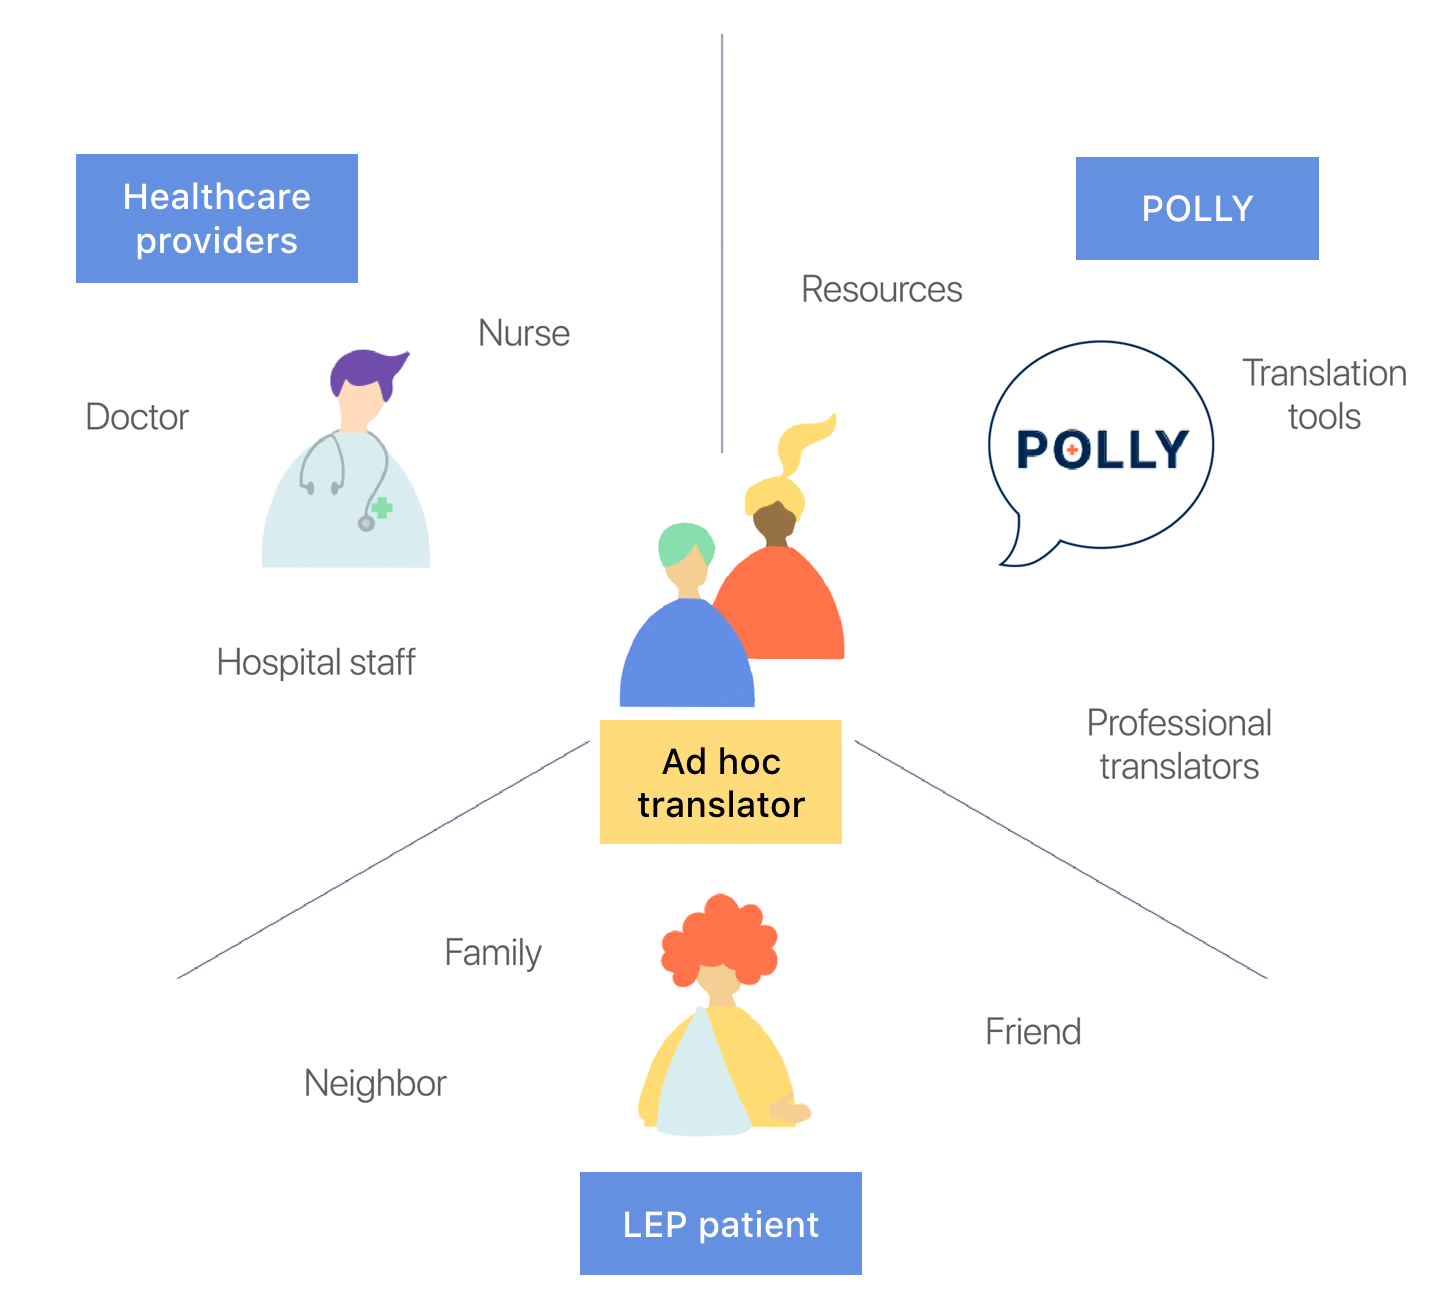 Healthcare
providers
Nurse
Doctor
Hospital staff
POLLY
Resources
Translation
tools
POLLY
Professional
translators
Ad hoc
translator
Family
Friend
Neighbor
LEP patient